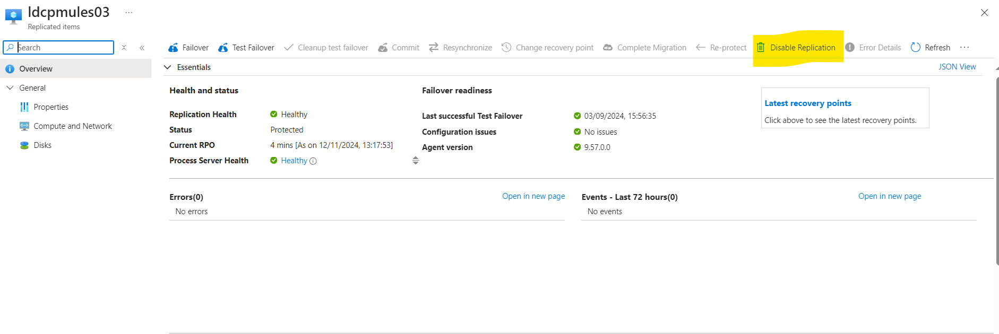 ldcpmules03 ...
Replicated items
Search
Failover Test Failover Cleanup test failover Commit Resynchronize Change recovery point Complete Migration Re-protect Disable Replication Error Details Refresh ...
Overview
General
Properties
Compute and Network
Disks
Essentials
JSON View
Health and status
Replication Health Healthy
Status Protected
Current RPO 4 mins [As on 12/11/2024, 13:17:53]
Process Server Health Healthy
Failover readiness
Last successful Test Failover 03/09/2024, 15:56:35
Configuration issues No issues
Agent version 9.57.0.0
Latest recovery points
Click above to see the latest recovery points.
Errors(0) Open in new page
No errors
Events - Last 72 hours(0) Open in new page
No events